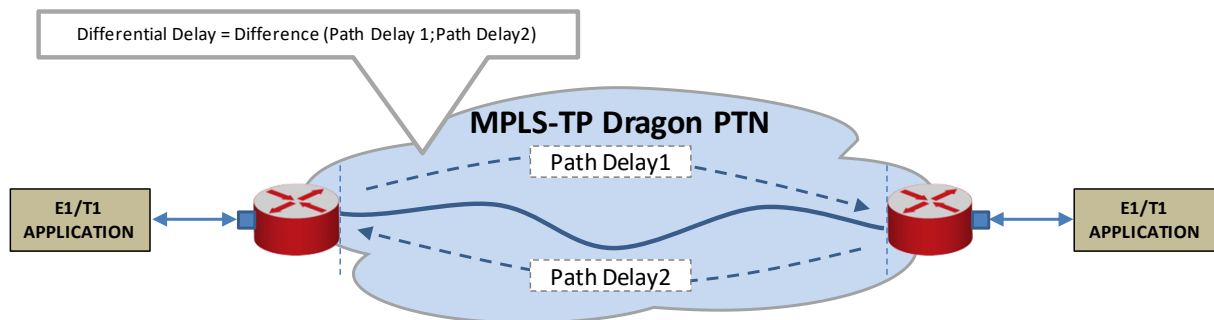 Differential Delay = Difference (Path Delay 1;Path Delay2)
MPLS-TP Dragon PTN
Path Delay1
E1/T1
APPLICATION
E1/T1
APPLICATION
Path Delay2